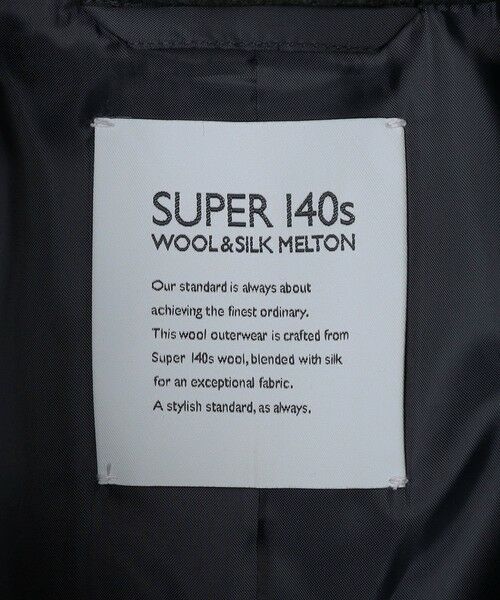 SUPER 140s
WOOL&SILK MELTON
Our standard is always about
achieving the finest ordinary.
This wool outerwear is crafted from
Super 140s wool, blended with silk
for an exceptional fabric.
A stylish standard, as always.